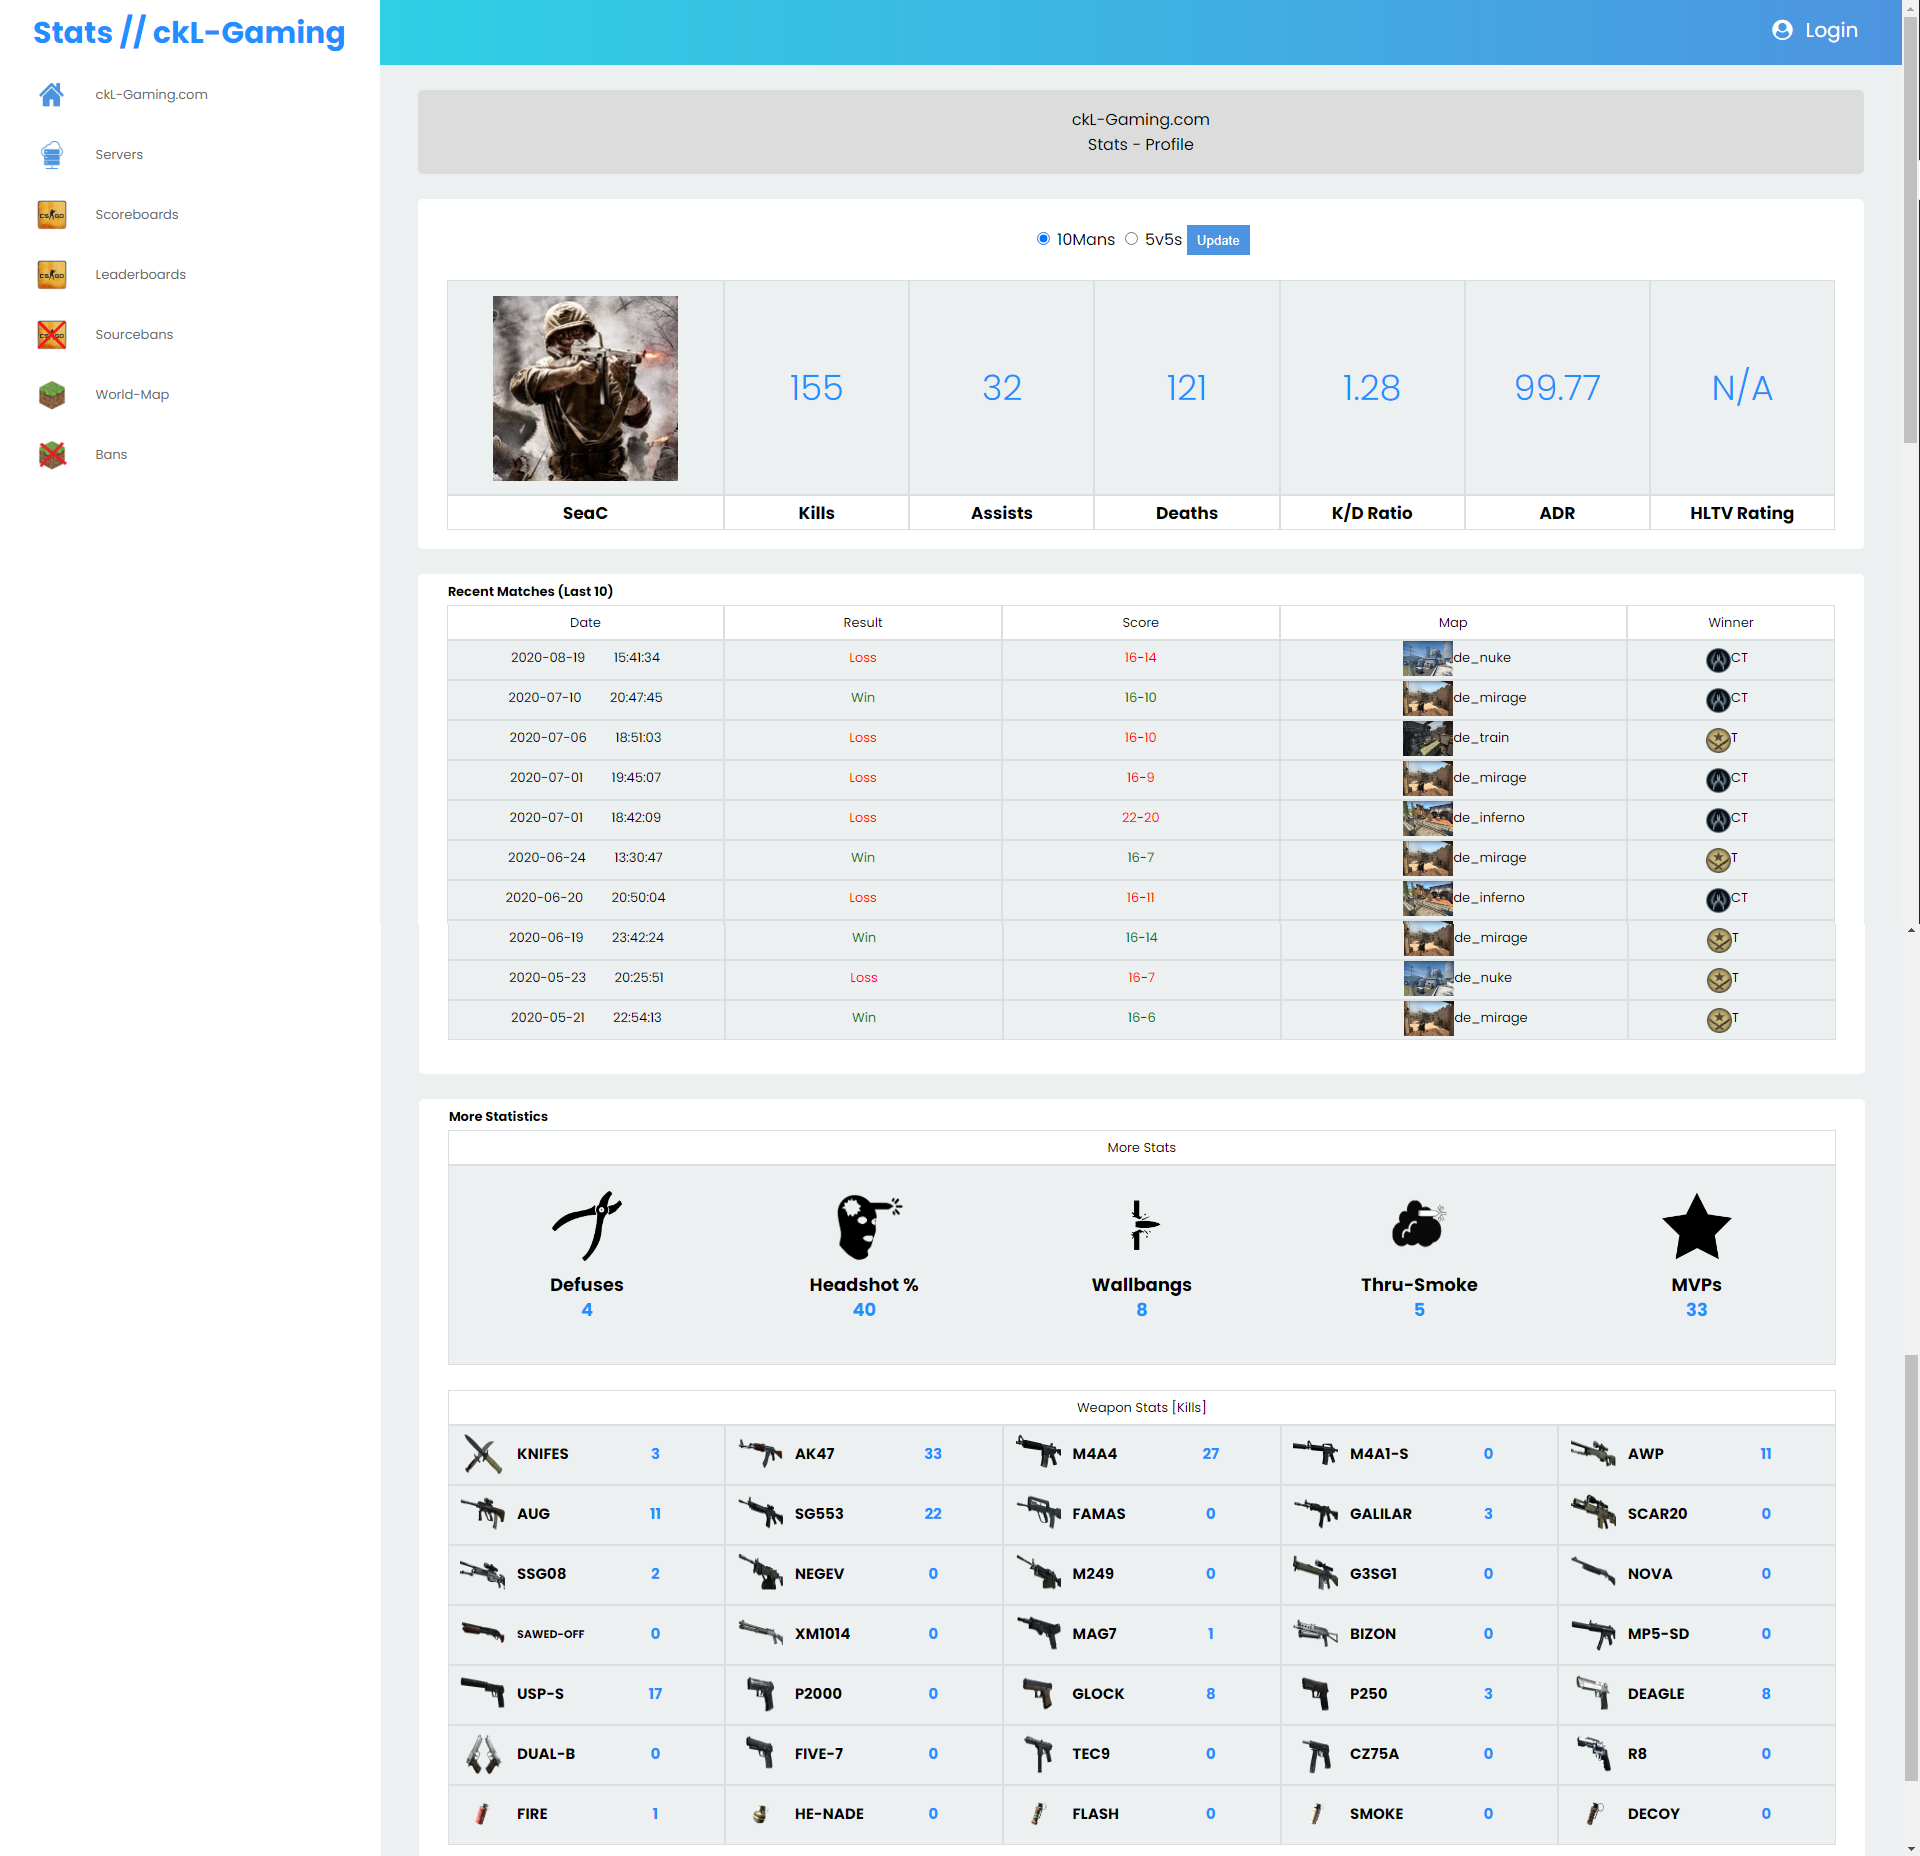 Stats // ckL-Gaming
Login
ckL-Gaming.com
Servers
Scoreboards
Leaderboards
Sourcebans
World-Map
Bans
ckL-Gaming.com
Stats - Profile
10Mans 5v5s Update
155 32 121 1.28 99.77 N/A
SeaC Kills Assists Deaths K/D Ratio ADR HLTV Rating
Recent Matches (Last 10)
Date Result Score Map Winner
2020-08-19 15:41:34 Loss 16-14 de_nuke CT
2020-07-10 20:47:45 Win 16-10 de_mirage CT
2020-07-06 18:51:03 Loss 16-10 de_train T
2020-07-01 19:45:07 Loss 16-9 de_mirage CT
2020-07-01 18:42:09 Loss 22-20 de_inferno CT
2020-06-24 13:30:47 Win 16-7 de_mirage T
2020-06-20 20:50:04 Loss 16-11 de_inferno CT
2020-06-19 23:42:24 Win 16-14 de_mirage T
2020-05-23 20:25:51 Loss 16-7 de_nuke T
2020-05-21 22:54:13 Win 16-6 de_mirage T
More Statistics
More Stats
Defuses Headshot % Wallbangs Thru-Smoke MVPs
4 40 8 5 33
Weapon Stats [Kills]
KNIFES 3 AK47 33 M4A4 27 M4A1-S 0 AWP 11
AUG 11 SG553 22 FAMAS 0 GALILAR 3 SCAR20 0
SSG08 2 NEGEV 0 M249 0 G3SG1 0 NOVA 0
SAWED-OFF 0 XM1014 0 MAG7 1 BIZON 0 MP5-SD 0
USP-S 17 P2000 0 GLOCK 8 P250 3 DEAGLE 8
DUAL-B 0 FIVE-7 0 TEC9 0 CZ75A 0 R8 0
FIRE 1 HE-NADE 0 FLASH 0 SMOKE 0 DECOY 0